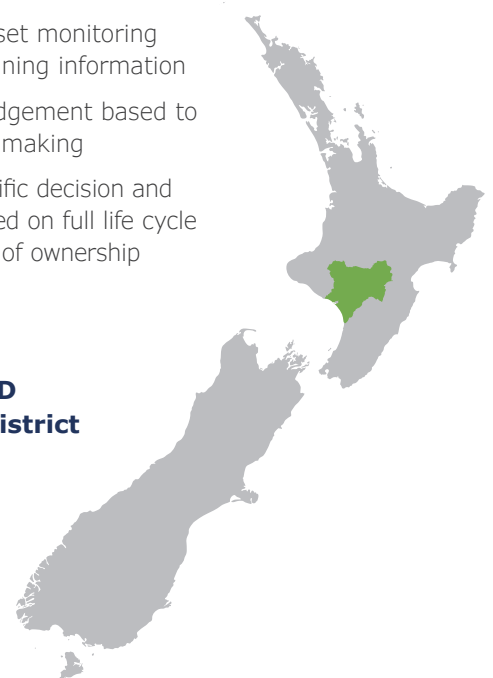 set monitoring
ning information
dgement based to
making
ific decision and
ed on full life cycle
of ownership
D
istrict